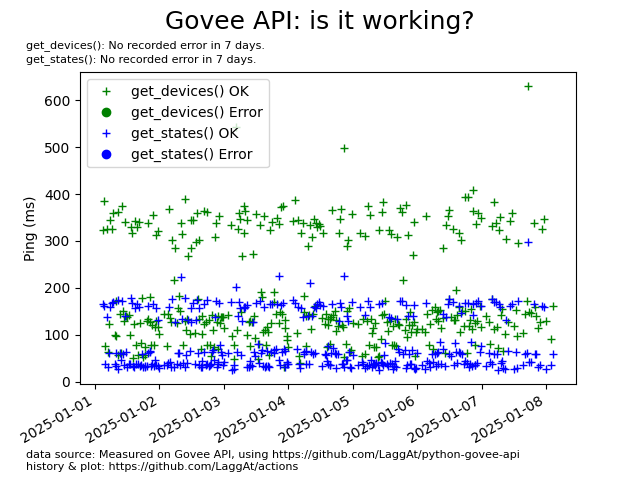 Govee API: is it working?
get_devices(): No recorded error in 7 days.
get_states(): No recorded error in 7 days.
get_devices() OK
get_devices() Error
get_states() OK
get_states() Error
600
500
400
300
200
100
0
Ping (ms)
2025-01-01
2025-01-02
2025-01-03
2025-01-04
2025-01-05
2025-01-06
2025-01-07
2025-01-08
data source: Measured on Govee API, using https://github.com/LaggAt/python-govee-api
history & plot: https://github.com/LaggAt/actions